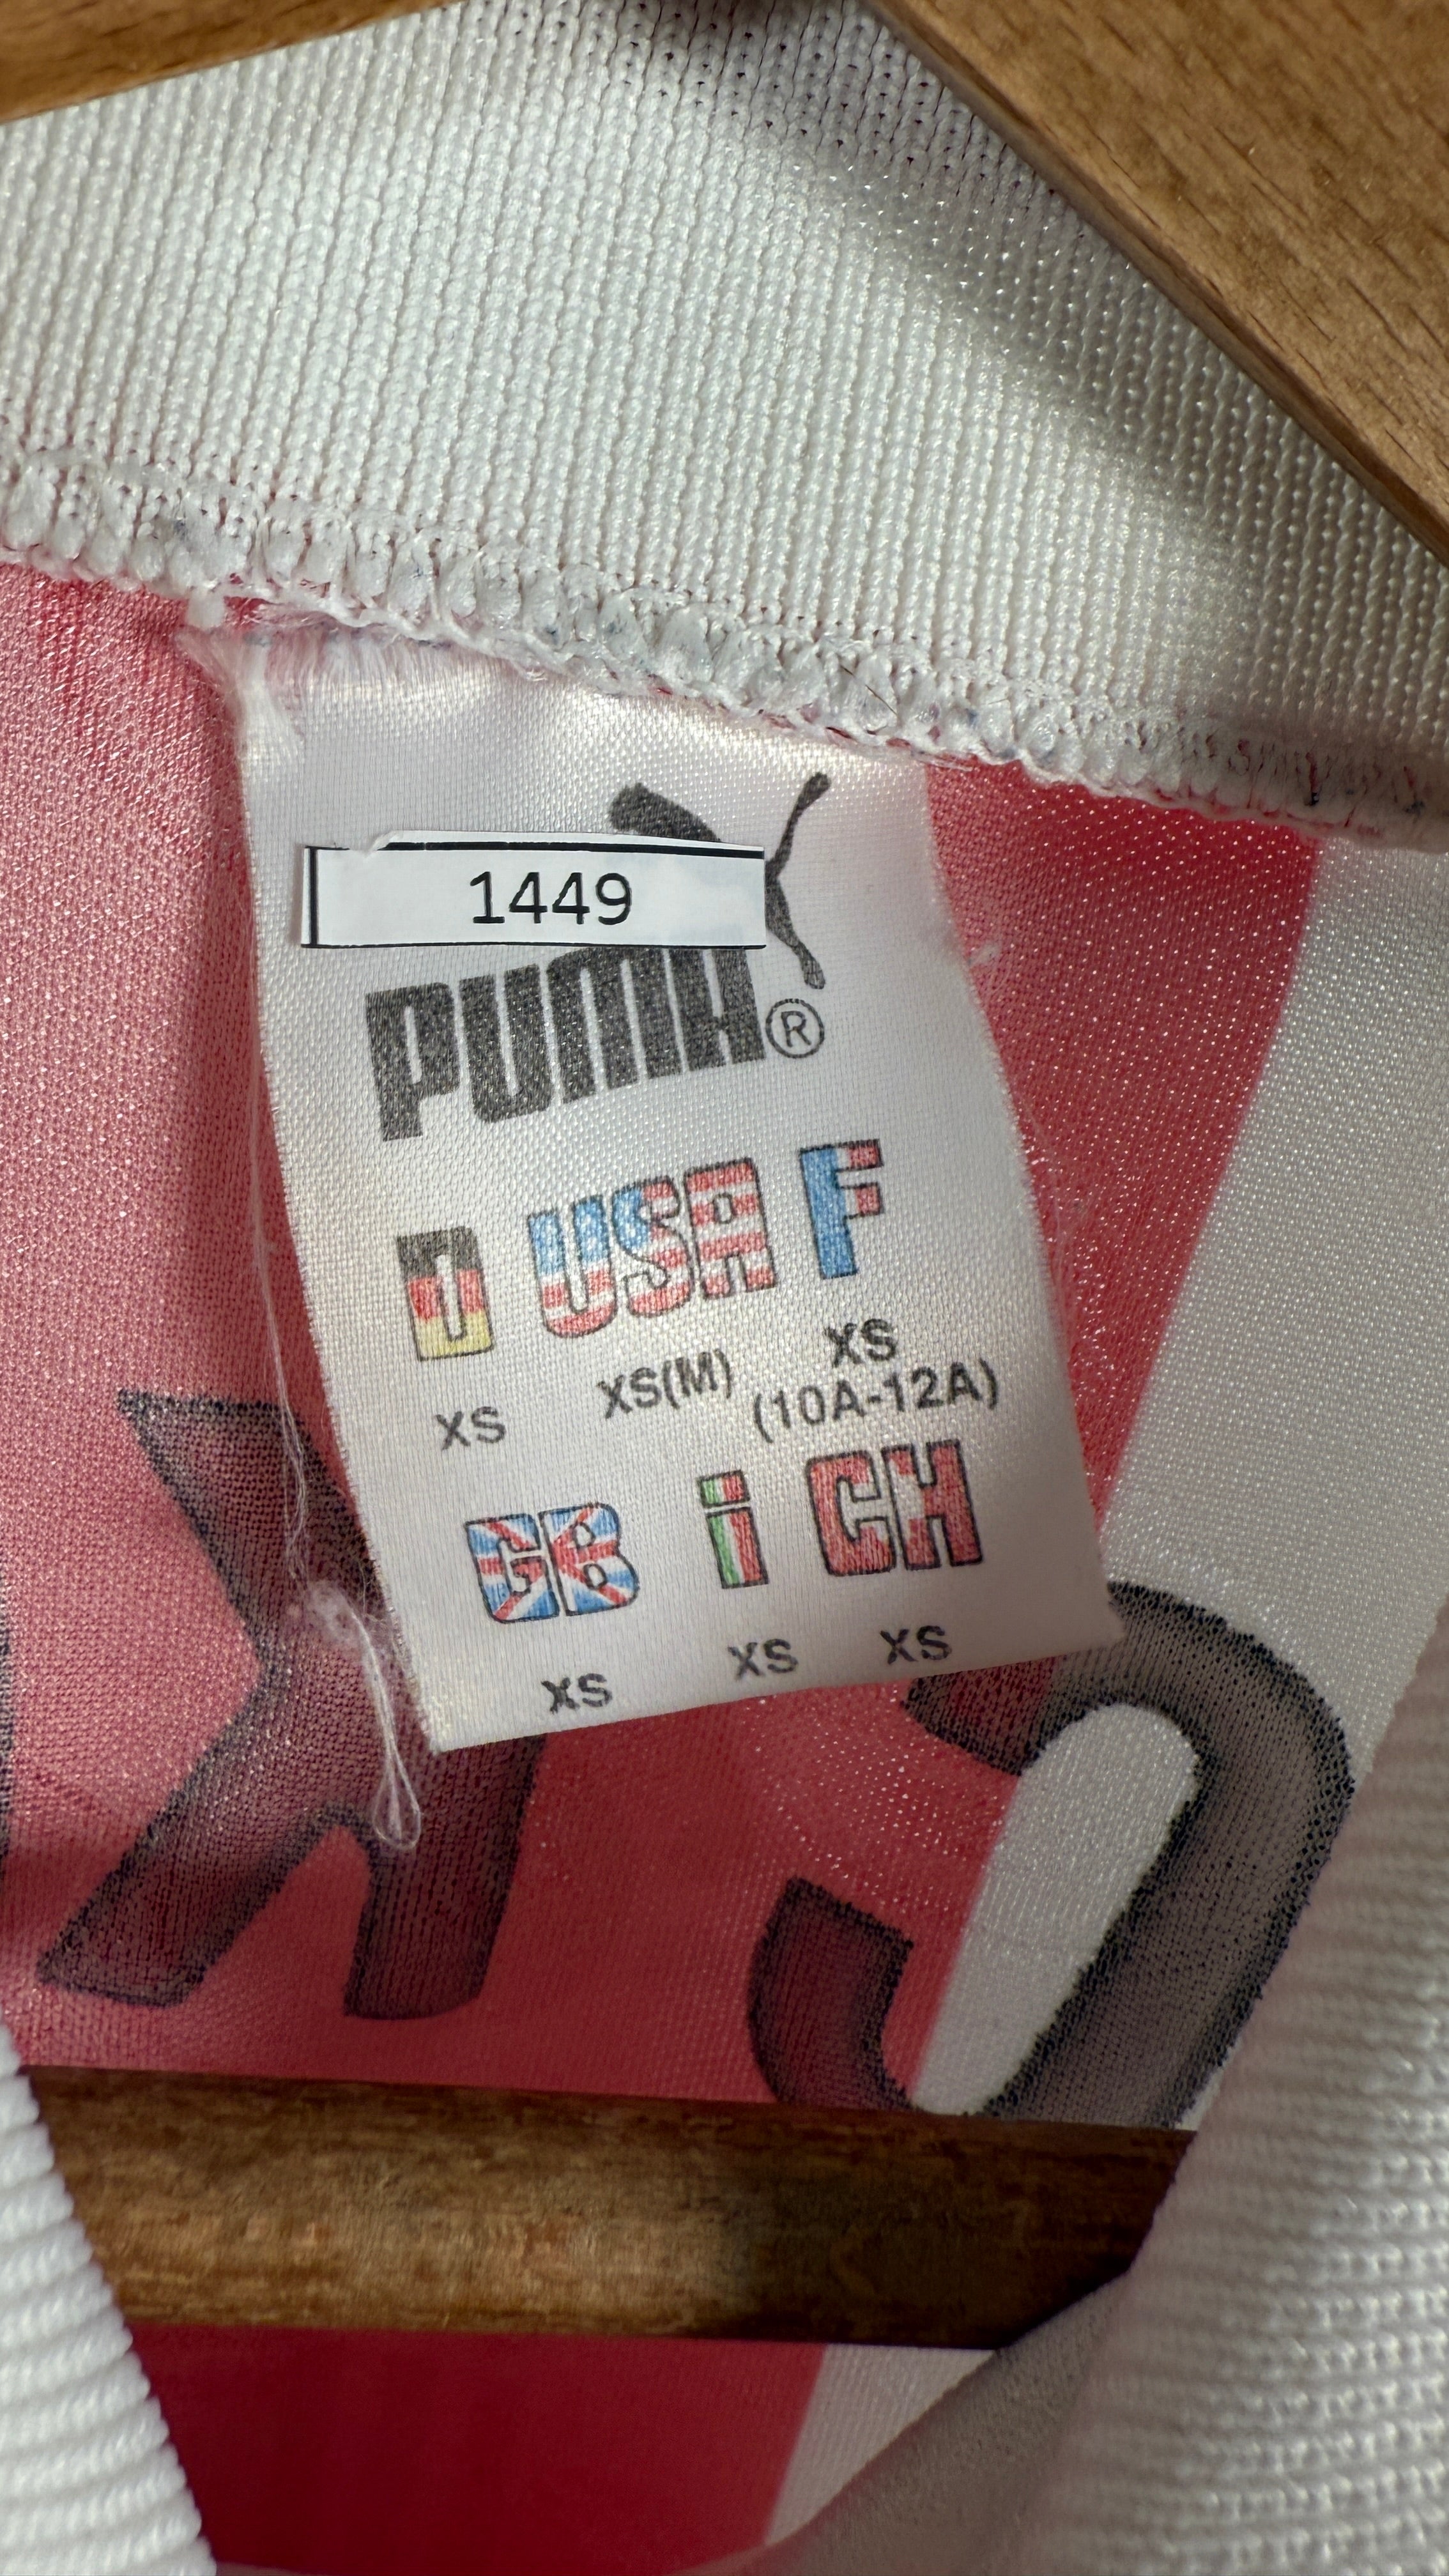 1449
PUMA®
D USA F
XS XS(M) XS
(10A-12A)
GB i CH
XS XS XS